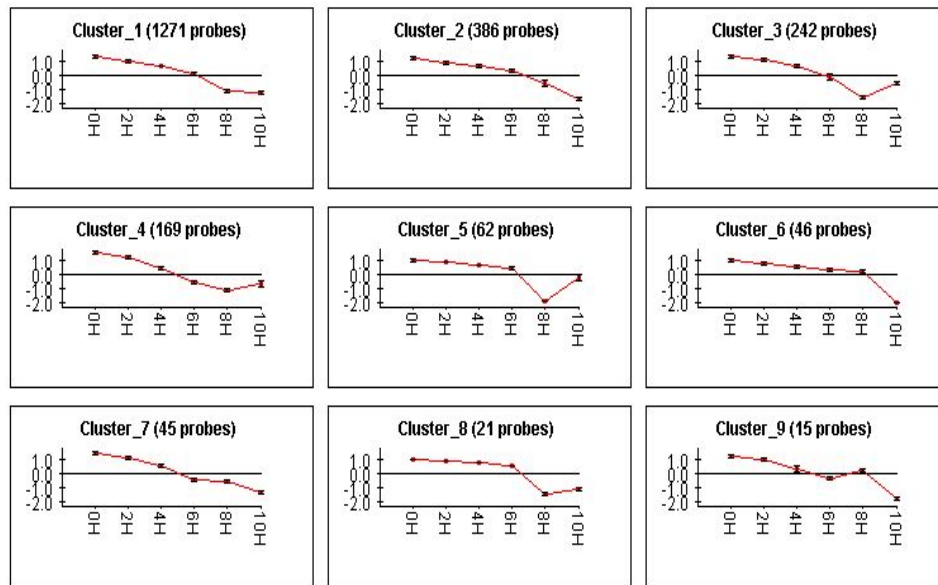 Cluster_1 (1271 probes)
1.0
0.0
-1.0
-2.0
0H
2H
4H
6H
8H
10H
Cluster_2 (386 probes)
1.0
0.0
-1.0
-2.0
0H
2H
4H
6H
8H
10H
Cluster_3 (242 probes)
1.0
0.0
-1.0
-2.0
0H
2H
4H
6H
8H
10H
Cluster_4 (169 probes)
1.0
0.0
-1.0
-2.0
0H
2H
4H
6H
8H
10H
Cluster_5 (62 probes)
1.0
0.0
-1.0
-2.0
0H
2H
4H
6H
8H
10H
Cluster_6 (46 probes)
1.0
0.0
-1.0
-2.0
0H
2H
4H
6H
8H
10H
Cluster_7 (45 probes)
1.0
0.0
-1.0
-2.0
0H
2H
4H
6H
8H
10H
Cluster_8 (21 probes)
1.0
0.0
-1.0
-2.0
0H
2H
4H
6H
8H
10H
Cluster_9 (15 probes)
1.0
0.0
-1.0
-2.0
0H
2H
4H
6H
8H
10H